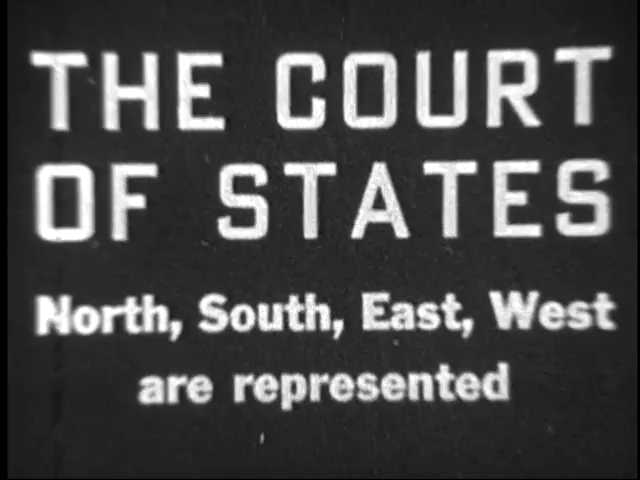 THE COURT
OF STATES
North, South, East, West
are represented